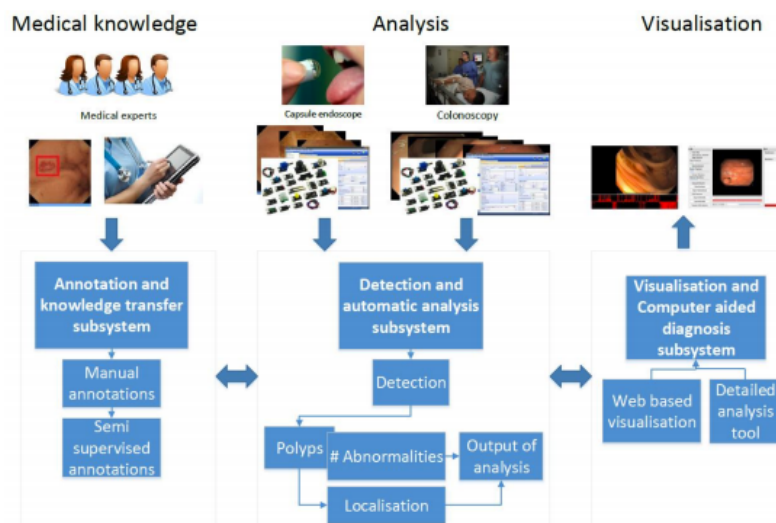 Medical knowledge
Analysis
Visualisation
Medical experts
Capsule endoscope
Colonoscopy
Annotation and
knowledge transfer
subsystem
Manual
annotations
Semi
supervised
annotations
Detection and
automatic analysis
subsystem
Detection
Polyps
# Abnormalities
Output of
analysis
Localisation
Visualisation and
Computer aided
diagnosis
subsystem
Web based
visualisation
Detailed
analysis
tool